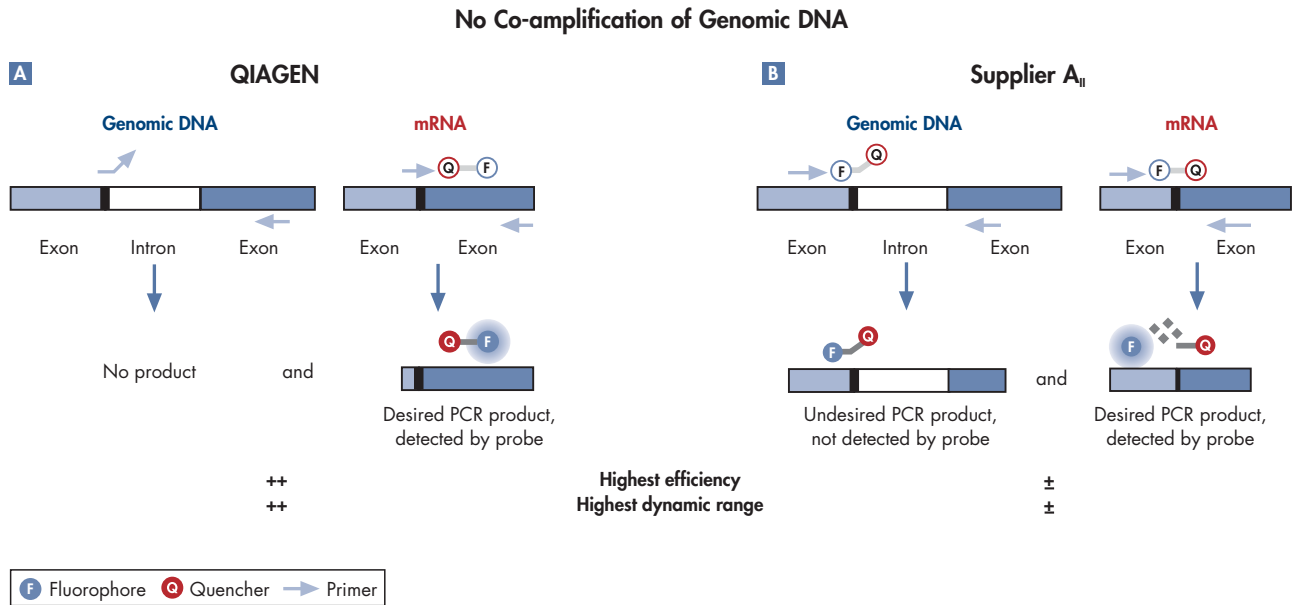 No Co-amplification of Genomic DNA
A
QIAGEN
Genomic DNA
mRNA
Q F
Exon Intron Exon
Exon Exon
No product
and
Q F
Desired PCR product,
detected by probe
B
Supplier A_II
Genomic DNA
mRNA
F Q
F Q
Exon Intron Exon
Exon Exon
F Q
and
F Q
Undesired PCR product,
not detected by probe
Desired PCR product,
detected by probe
++ Highest efficiency ±
++ Highest dynamic range ±
F Fluorophore Q Quencher Primer